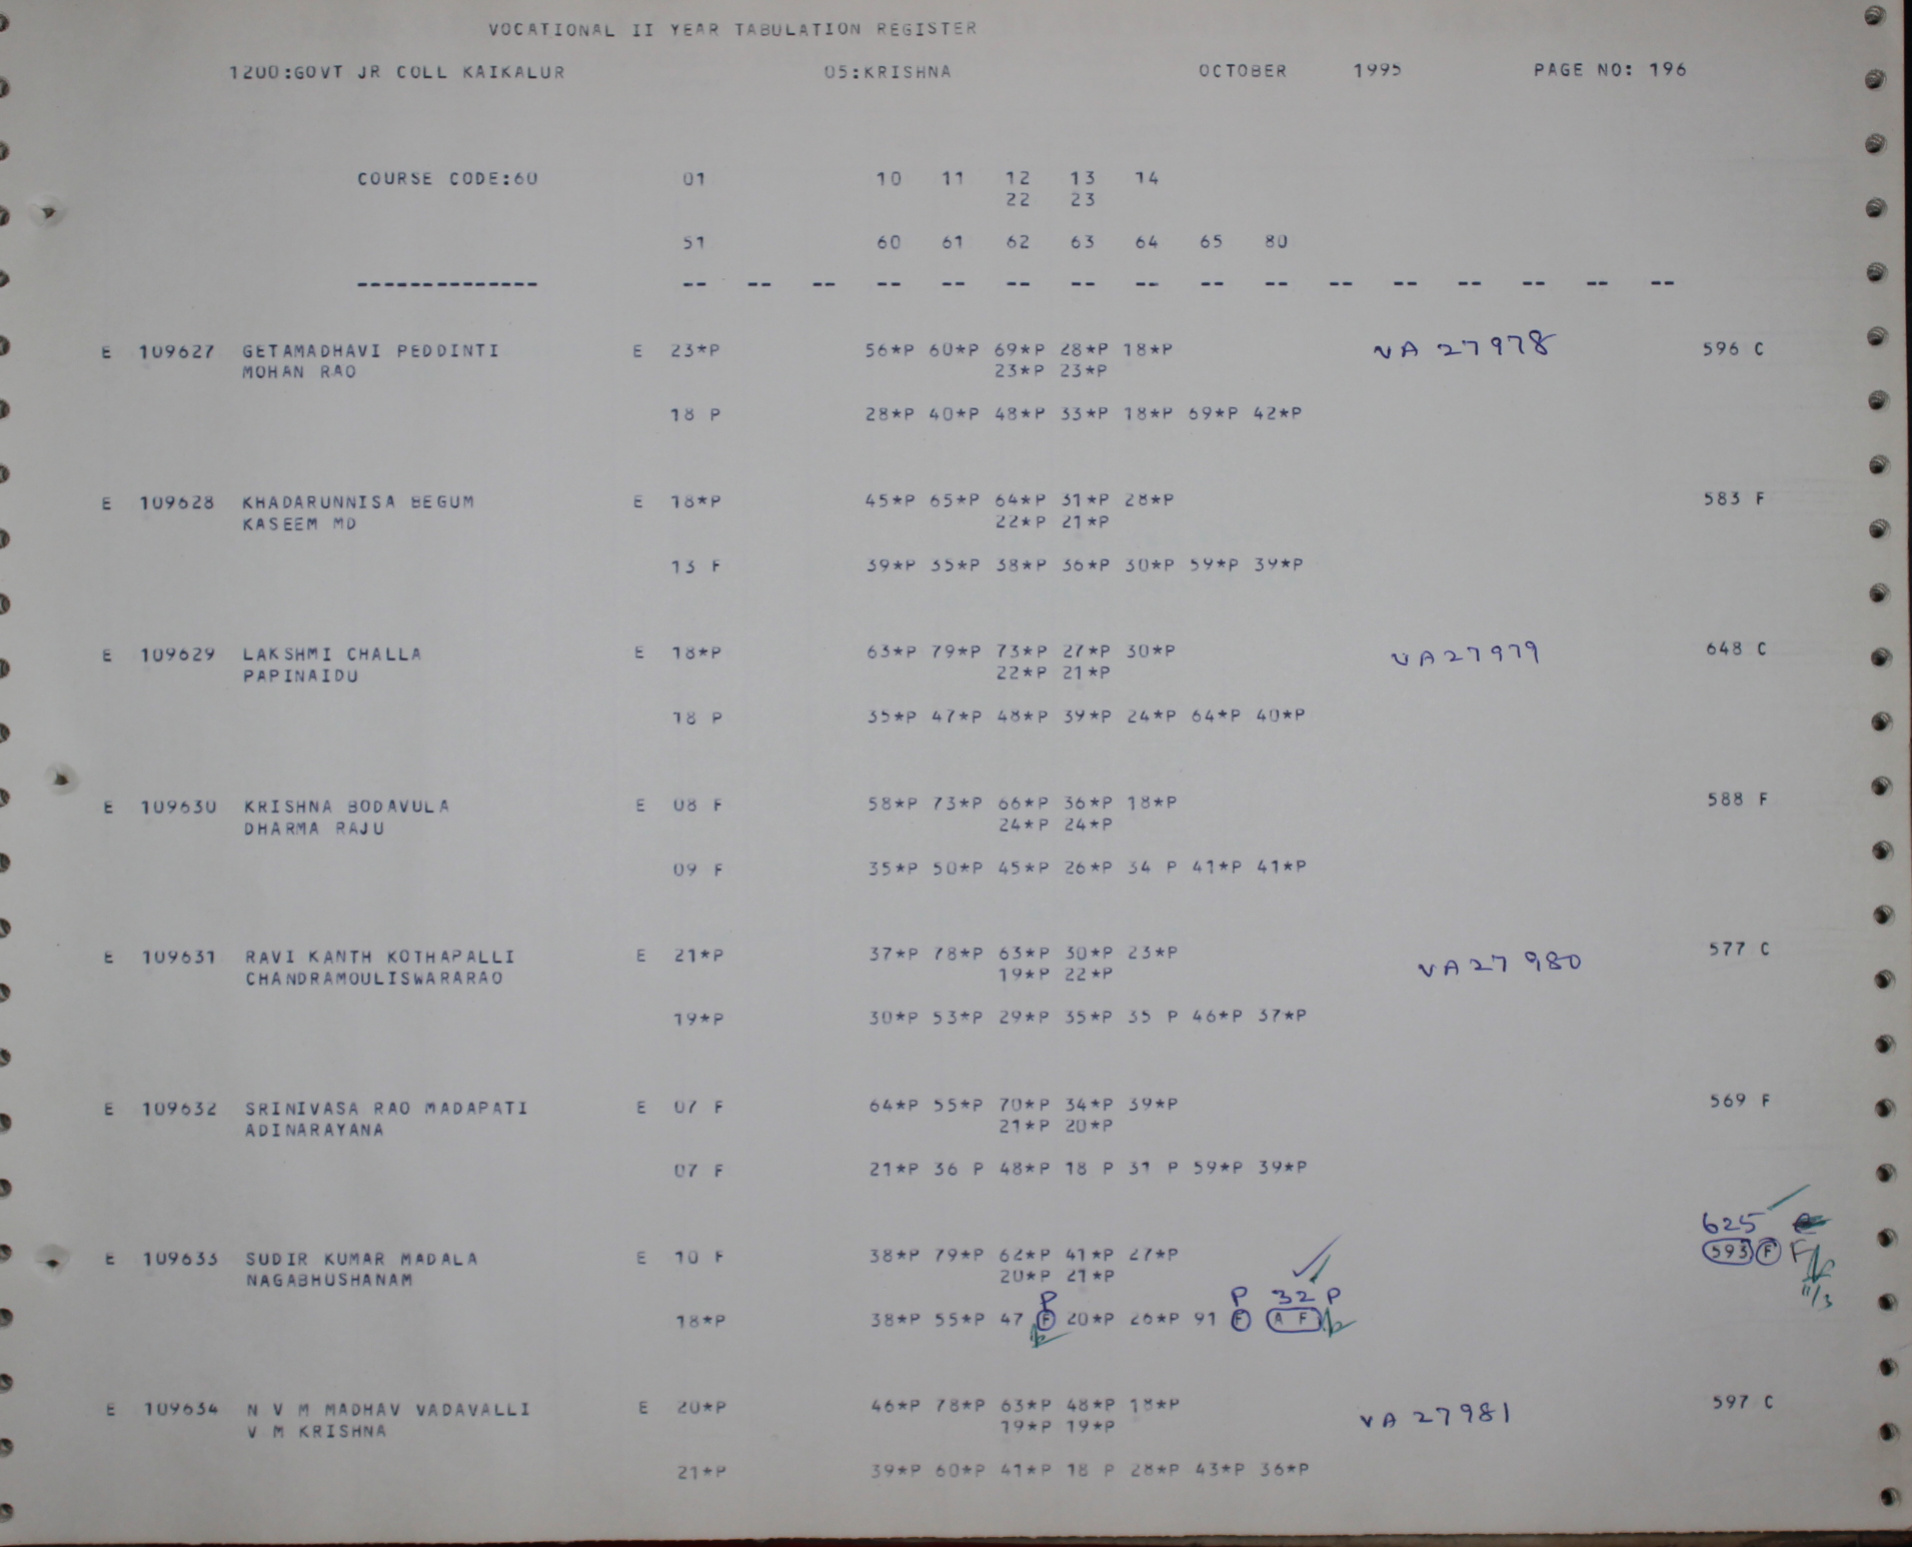 VOCATIONAL II YEAR TABULATION REGISTER
1200:GOVT JR COLL KAIKALUR 05:KRISHNA OCTOBER 1995 PAGE NO: 196
COURSE CODE:60 01 10 11 12 13 14
22 23
51 60 61 62 63 64 65 80
-------------- -- -- -- -- -- -- -- -- -- -- -- -- -- -- -- --
E 109627 GETAMADHAVI PEDDINTI E 23*P 56*P 60*P 69*P 28*P 18*P VA 27978 596 C
MOHAN RAO 23*P 23*P
18 P 28*P 40*P 48*P 33*P 18*P 69*P 42*P
E 109628 KHADARUNNISA BEGUM E 18*P 45*P 65*P 64*P 31*P 28*P 583 F
KASEEM MD 22*P 21*P
13 F 39*P 35*P 38*P 36*P 30*P 59*P 39*P
E 109629 LAKSHMI CHALLA E 18*P 63*P 79*P 73*P 27*P 30*P VA27979 648 C
PAPINAIDU 22*P 21*P
18 P 35*P 47*P 48*P 39*P 24*P 64*P 40*P
E 109630 KRISHNA BODAVULA E 08 F 58*P 73*P 66*P 36*P 18*P 588 F
DHARMA RAJU 24*P 24*P
09 F 35*P 50*P 45*P 26*P 34 P 41*P 41*P
E 109631 RAVI KANTH KOTHAPALLI E 21*P 37*P 78*P 63*P 30*P 23*P VA27980 577 C
CHANDRAMOULISWARARAO 19*P 22*P
19*P 30*P 53*P 29*P 35*P 35 P 46*P 37*P
E 109632 SRINIVASA RAO MADAPATI E 07 F 64*P 55*P 70*P 34*P 39*P 569 F
ADINARAYANA 21*P 20*P
07 F 21*P 36 P 48*P 18 P 31 P 59*P 39*P
625
E 109633 SUDIR KUMAR MADALA E 10 F 38*P 79*P 62*P 41*P 27*P 593 F F
NAGABHUSHANAM 20*P 21*P
P P 32 P 11/3
18*P 38*P 55*P 47 F 20*P 26*P 91 F A F
E 109634 N V M MADHAV VADAVALLI E 20*P 46*P 78*P 63*P 48*P 18*P VA 27981 597 C
V M KRISHNA 19*P 19*P
21*P 39*P 60*P 41*P 18 P 28*P 43*P 36*P